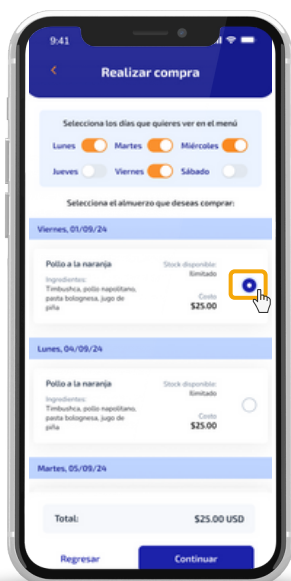 9:41
Realizar compra
Selecciona los días que quieres ver en el menú
Lunes Martes Miércoles
Jueves Viernes Sábado
Selecciona el almuerzo que deseas comprar:
Viernes, 01/09/24
Pollo a la naranja
Stock disponible:
Ilimitado
Ingredientes:
Timbushca, pollo napolitano,
pasta bolognesa, jugo de
piña
Costo
$25.00
Lunes, 04/09/24
Pollo a la naranja
Stock disponible:
Ilimitado
Ingredientes:
Timbushca, pollo napolitano,
pasta bolognesa, jugo de
piña
Costo
$25.00
Martes, 05/09/24
Total: $25.00 USD
Regresar Continuar